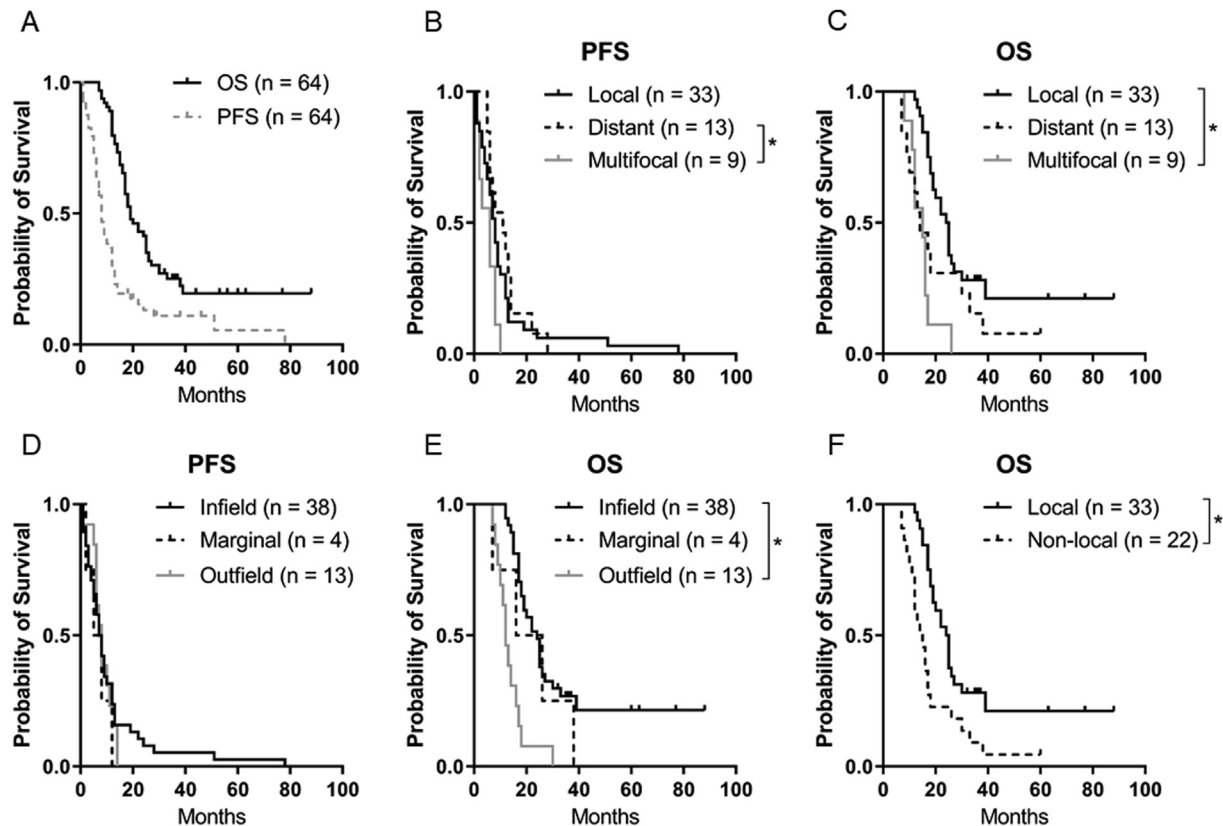 A
Probability of Survival
1.0
0.5
0.0
0 20 40 60 80 100
Months
OS (n = 64)
PFS (n = 64)
B
PFS
Probability of Survival
1.0
0.5
0.0
0 20 40 60 80 100
Months
Local (n = 33)
Distant (n = 13)
Multifocal (n = 9)
*
C
OS
Probability of Survival
1.0
0.5
0.0
0 20 40 60 80 100
Months
Local (n = 33)
Distant (n = 13)
Multifocal (n = 9)
*
D
PFS
Probability of Survival
1.0
0.5
0.0
0 20 40 60 80 100
Months
Infield (n = 38)
Marginal (n = 4)
Outfield (n = 13)
E
OS
Probability of Survival
1.0
0.5
0.0
0 20 40 60 80 100
Months
Infield (n = 38)
Marginal (n = 4)
Outfield (n = 13)
*
F
OS
Probability of Survival
1.0
0.5
0.0
0 20 40 60 80 100
Months
Local (n = 33)
Non-local (n = 22)
*